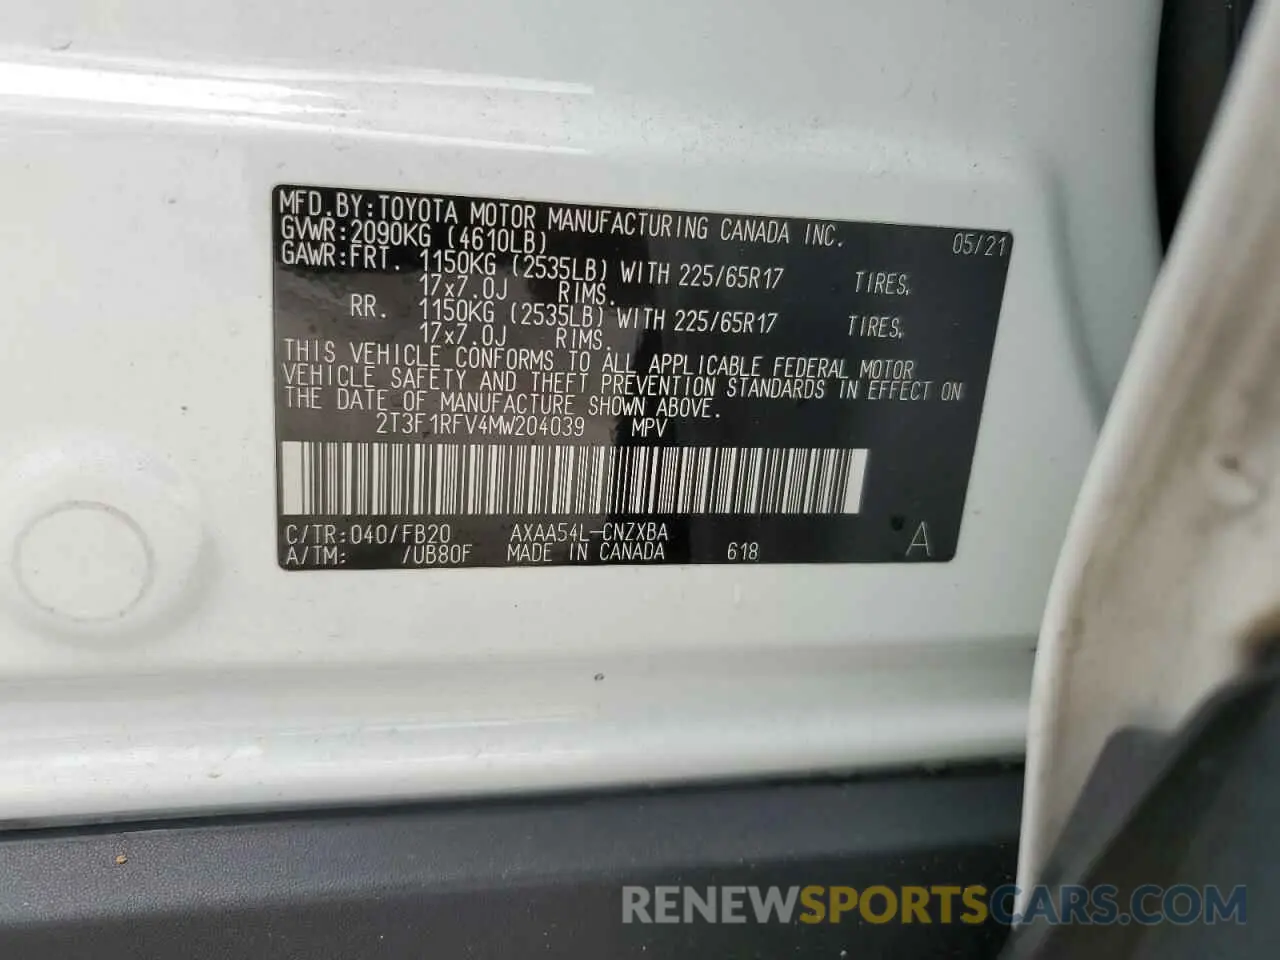 MFD.BY:TOYOTA MOTOR MANUFACTURING CANADA INC. 05/21
GVWR:2090KG (4610LB)
GAWR:FRT. 1150KG (2535LB) WITH 225/65R17 TIRES,
17x7.0J RIMS.
RR. 1150KG (2535LB) WITH 225/65R17 TIRES,
17x7.0J RIMS.
THIS VEHICLE CONFORMS TO ALL APPLICABLE FEDERAL MOTOR
VEHICLE SAFETY AND THEFT PREVENTION STANDARDS IN EFFECT ON
THE DATE OF MANUFACTURE SHOWN ABOVE.
2T3F1RFV4MW204039 MPV
C/TR:040/FB20 AXAA54L-CNZXBA
A/TM: /UB80F MADE IN CANADA 618 A
RENEWSPORTSCARS.COM